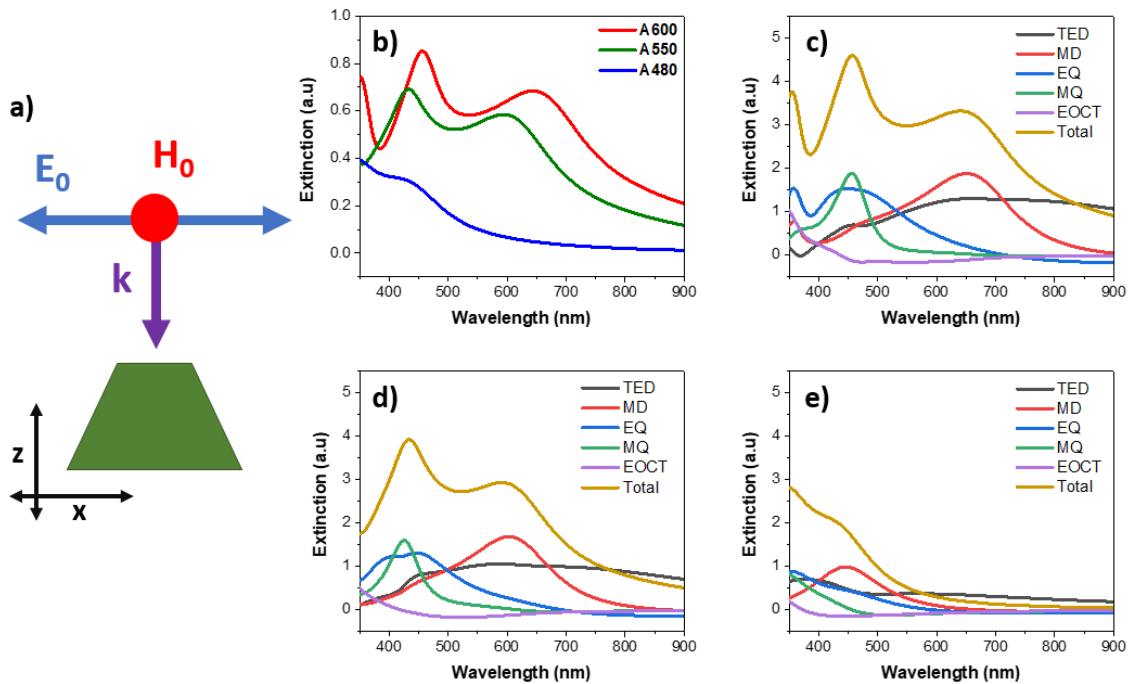 a)
E0
H0
k
z
x
b)
A600
A550
A480
Extinction (a.u)
1.0
0.8
0.6
0.4
0.2
0.0
400 500 600 700 800 900
Wavelength (nm)
c)
TED
MD
EQ
MQ
EOCT
Total
Extinction (a.u)
5
4
3
2
1
0
400 500 600 700 800 900
Wavelength (nm)
d)
TED
MD
EQ
MQ
EOCT
Total
Extinction (a.u)
5
4
3
2
1
0
400 500 600 700 800 900
Wavelength (nm)
e)
TED
MD
EQ
MQ
EOCT
Total
Extinction (a.u)
5
4
3
2
1
0
400 500 600 700 800 900
Wavelength (nm)